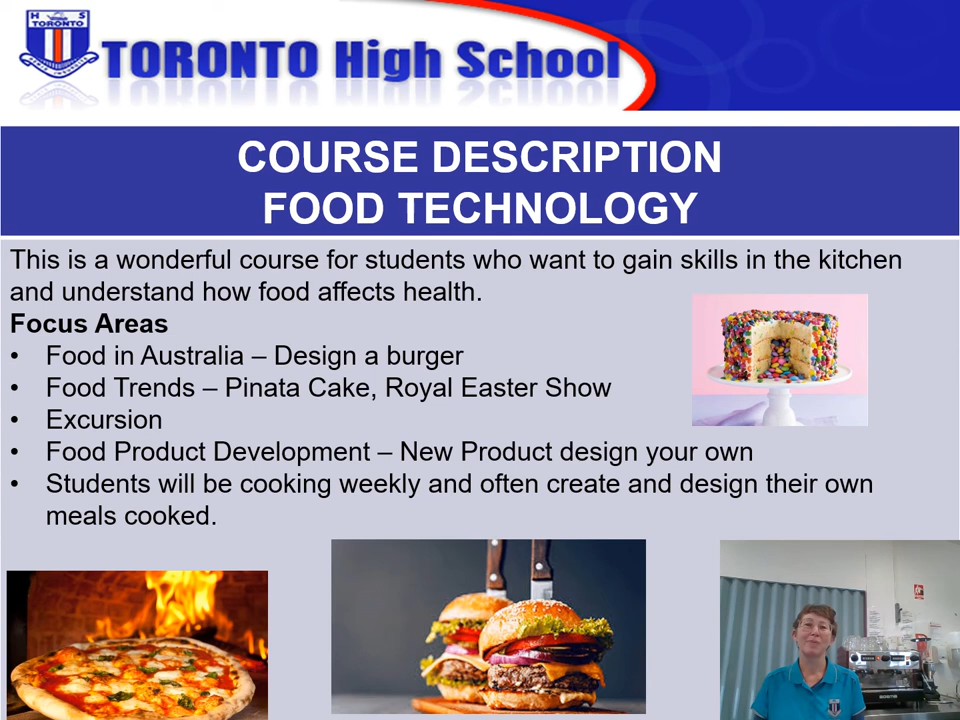 H S
TORONTO
TORONTO High School
COURSE DESCRIPTION
FOOD TECHNOLOGY
This is a wonderful course for students who want to gain skills in the kitchen
and understand how food affects health.
Focus Areas
• Food in Australia – Design a burger
• Food Trends – Pinata Cake, Royal Easter Show
• Excursion
• Food Product Development – New Product design your own
• Students will be cooking weekly and often create and design their own
meals cooked.